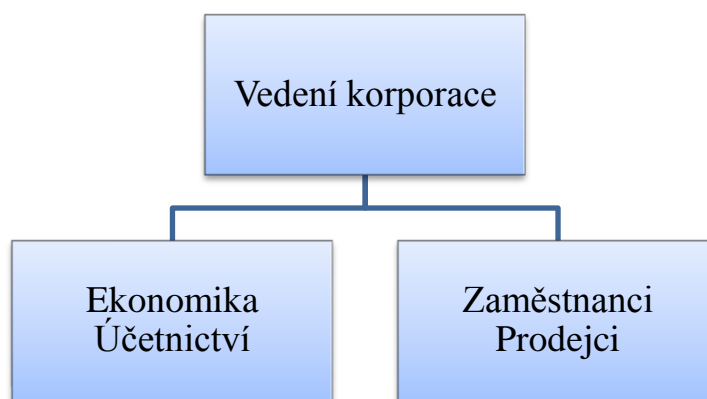 Vedení korporace
Ekonomika
Účetnictví
Zaměstnanci
Prodejci